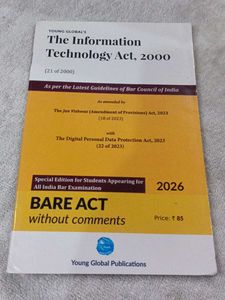 YOUNG GLOBAL'S
The Information
Technology Act, 2000
(21 of 2000)
As per the Latest Guidelines of Bar Council of India
As amended by
The Jan Vishwas (Amendment of Provisions) Act, 2023
(18 of 2023)
with
The Digital Personal Data Protection Act, 2023
(22 of 2023)
Special Edition for Students Appearing for
All India Bar Examination
2026
BARE ACT
without comments
Price: ₹ 85
Young Global Publications